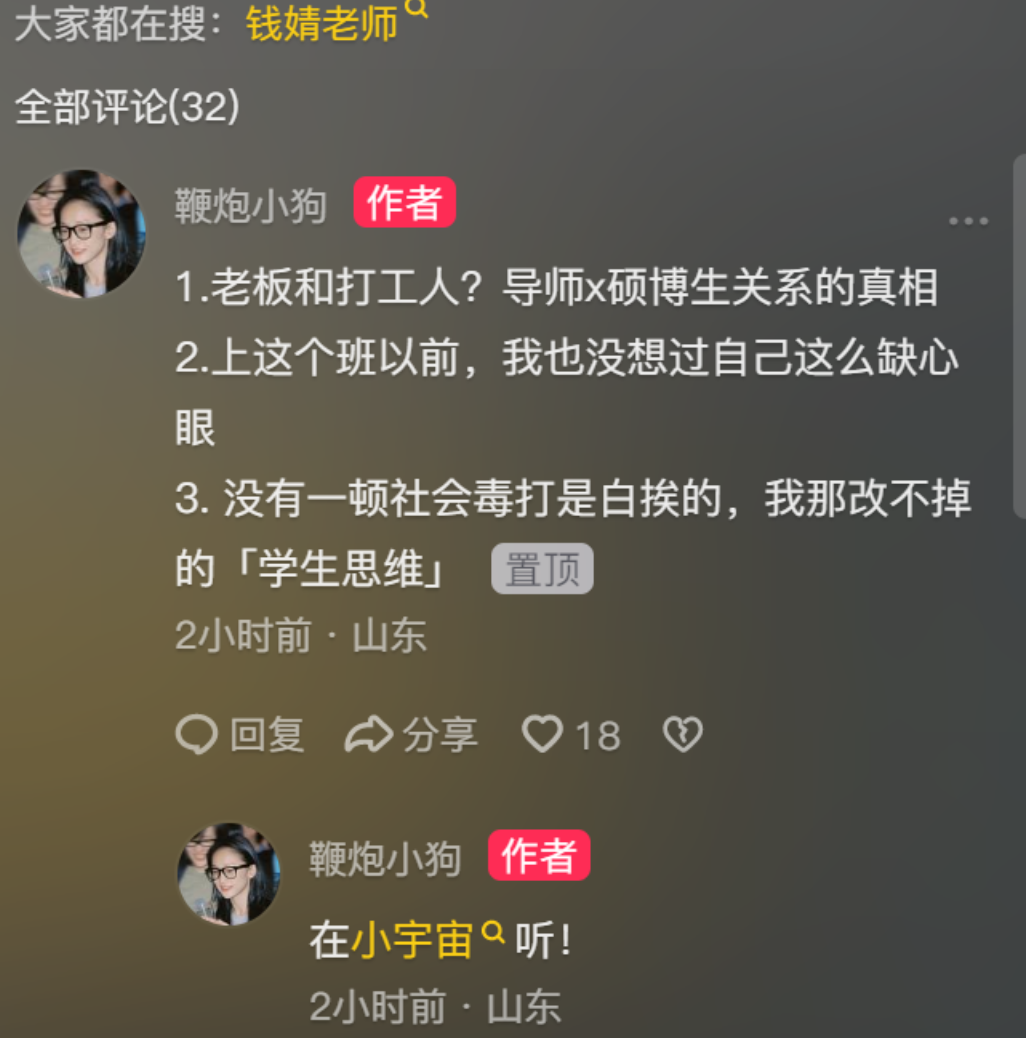 大家都在搜：钱婧老师
全部评论(32)
鞭炮小狗 作者
1.老板和打工人？导师x硕博生关系的真相
2.上这个班以前，我也没想过自己这么缺心
眼
3. 没有一顿社会毒打是白挨的，我那改不掉
的「学生思维」 置顶
2小时前 · 山东
回复 分享 18
鞭炮小狗 作者
在小宇宙听！
2小时前 · 山东